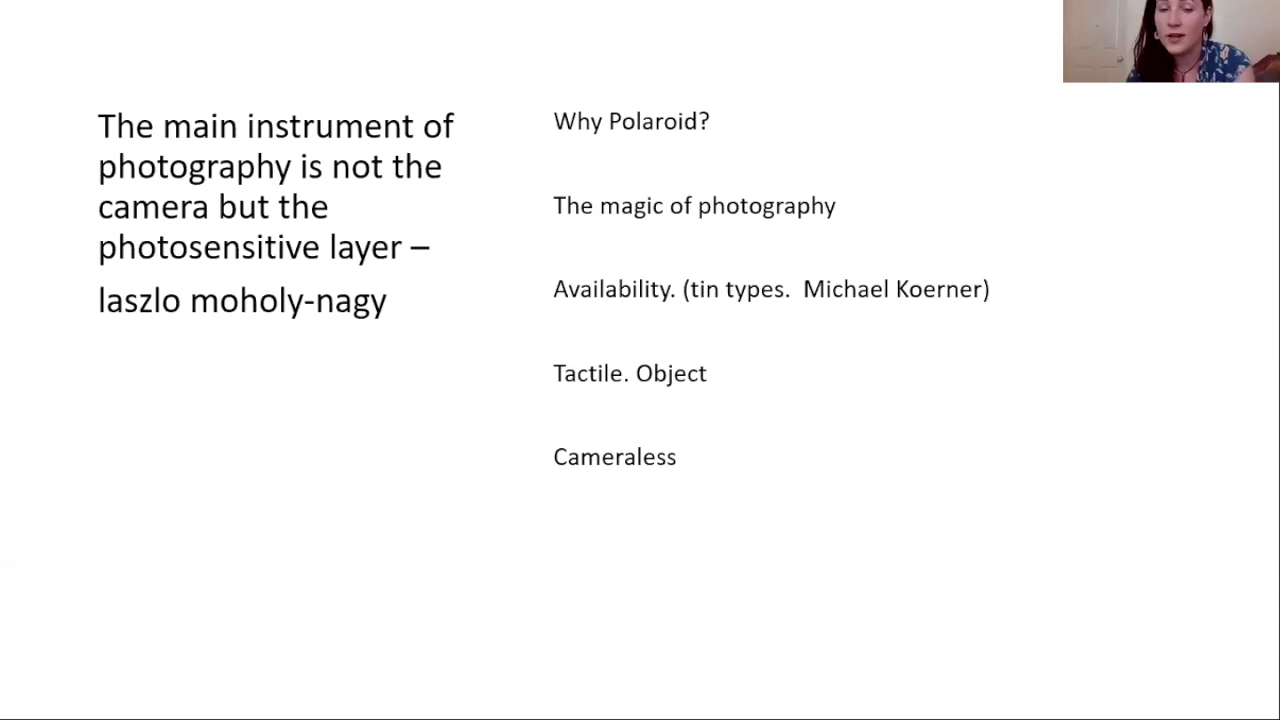 The main instrument of
photography is not the
camera but the
photosensitive layer –
laszlo moholy-nagy
Why Polaroid?
The magic of photography
Availability. (tin types.  Michael Koerner)
Tactile. Object
Cameraless